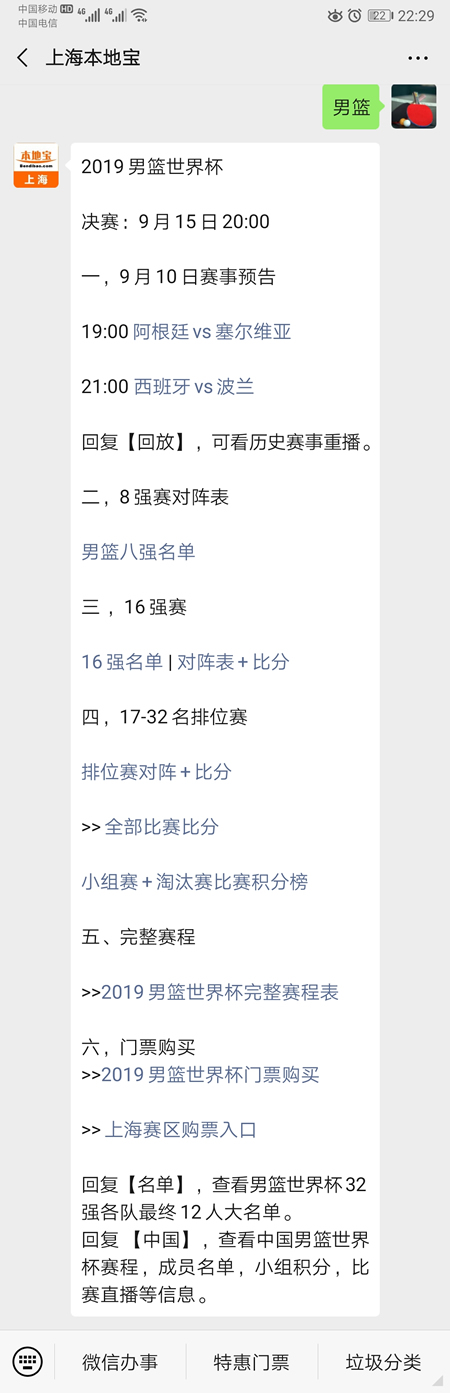 中国移动 HD 4G 4G 22 22:29
中国电信
上海本地宝
男篮
本地宝
Bendibao.com
上海
2019 男篮世界杯
决赛：9 月 15 日 20:00
一，9 月 10 日赛事预告
19:00 阿根廷 vs 塞尔维亚
21:00 西班牙 vs 波兰
回复【回放】，可看历史赛事重播。
二，8 强赛对阵表
男篮八强名单
三 ，16 强赛
16 强名单 | 对阵表 + 比分
四，17-32 名排位赛
排位赛对阵 + 比分
>> 全部比赛比分
小组赛 + 淘汰赛比赛积分榜
五、完整赛程
>>2019 男篮世界杯完整赛程表
六，门票购买
>>2019 男篮世界杯门票购买
>> 上海赛区购票入口
回复【名单】，查看男篮世界杯 32
强各队最终 12 人大名单。
回复 【中国】，查看中国男篮世界
杯赛程，成员名单，小组积分，比
赛直播等信息。
微信办事 特惠门票 垃圾分类